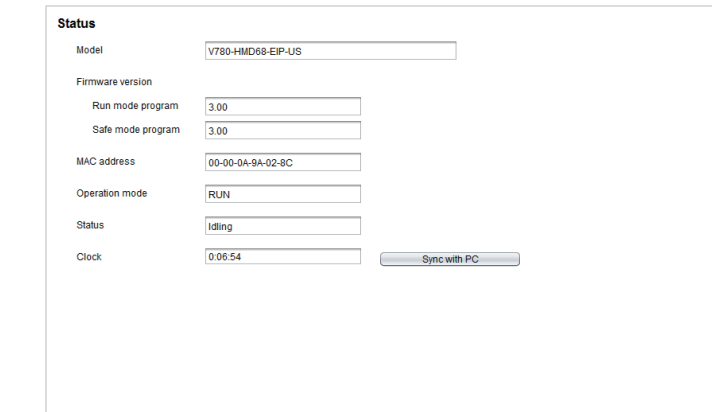 Status
Model V780-HMD68-EIP-US
Firmware version
Run mode program 3.00
Safe mode program 3.00
MAC address 00-00-0A-9A-02-8C
Operation mode RUN
Status Idling
Clock 0:06:54 Sync with PC